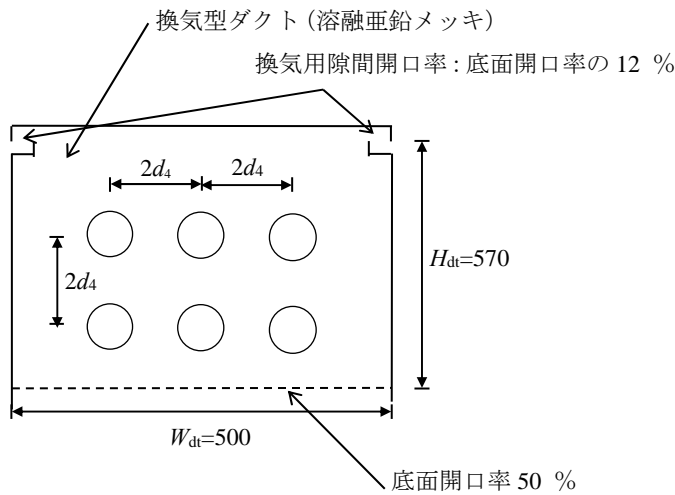 換気型ダクト(溶融亜鉛メッキ)
換気用隙間開口率:底面開口率の 12 %
2d₄ 2d₄
2d₄
H_dt=570
W_dt=500
底面開口率 50 %